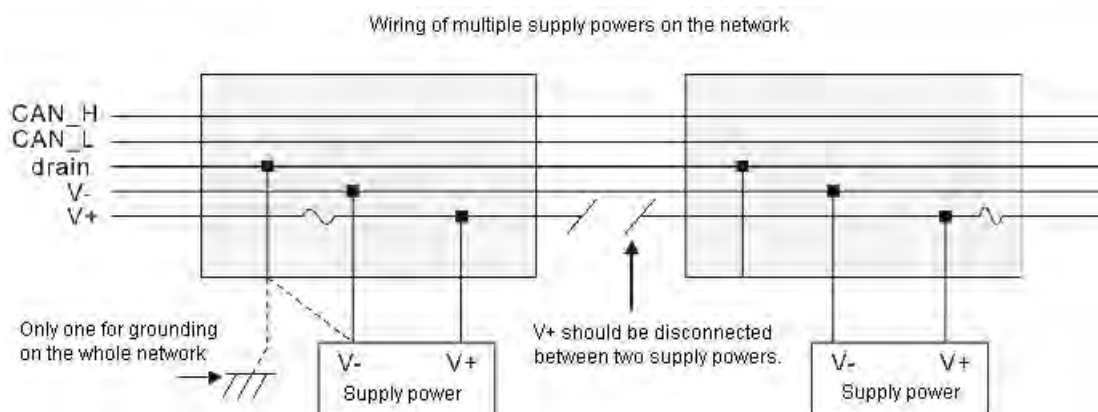 Wiring of multiple supply powers on the network
CAN_H
CAN_L
drain
V-
V+
Only one for grounding
on the whole network
V+ should be disconnected
between two supply powers.
V- V+
Supply power
V- V+
Supply power